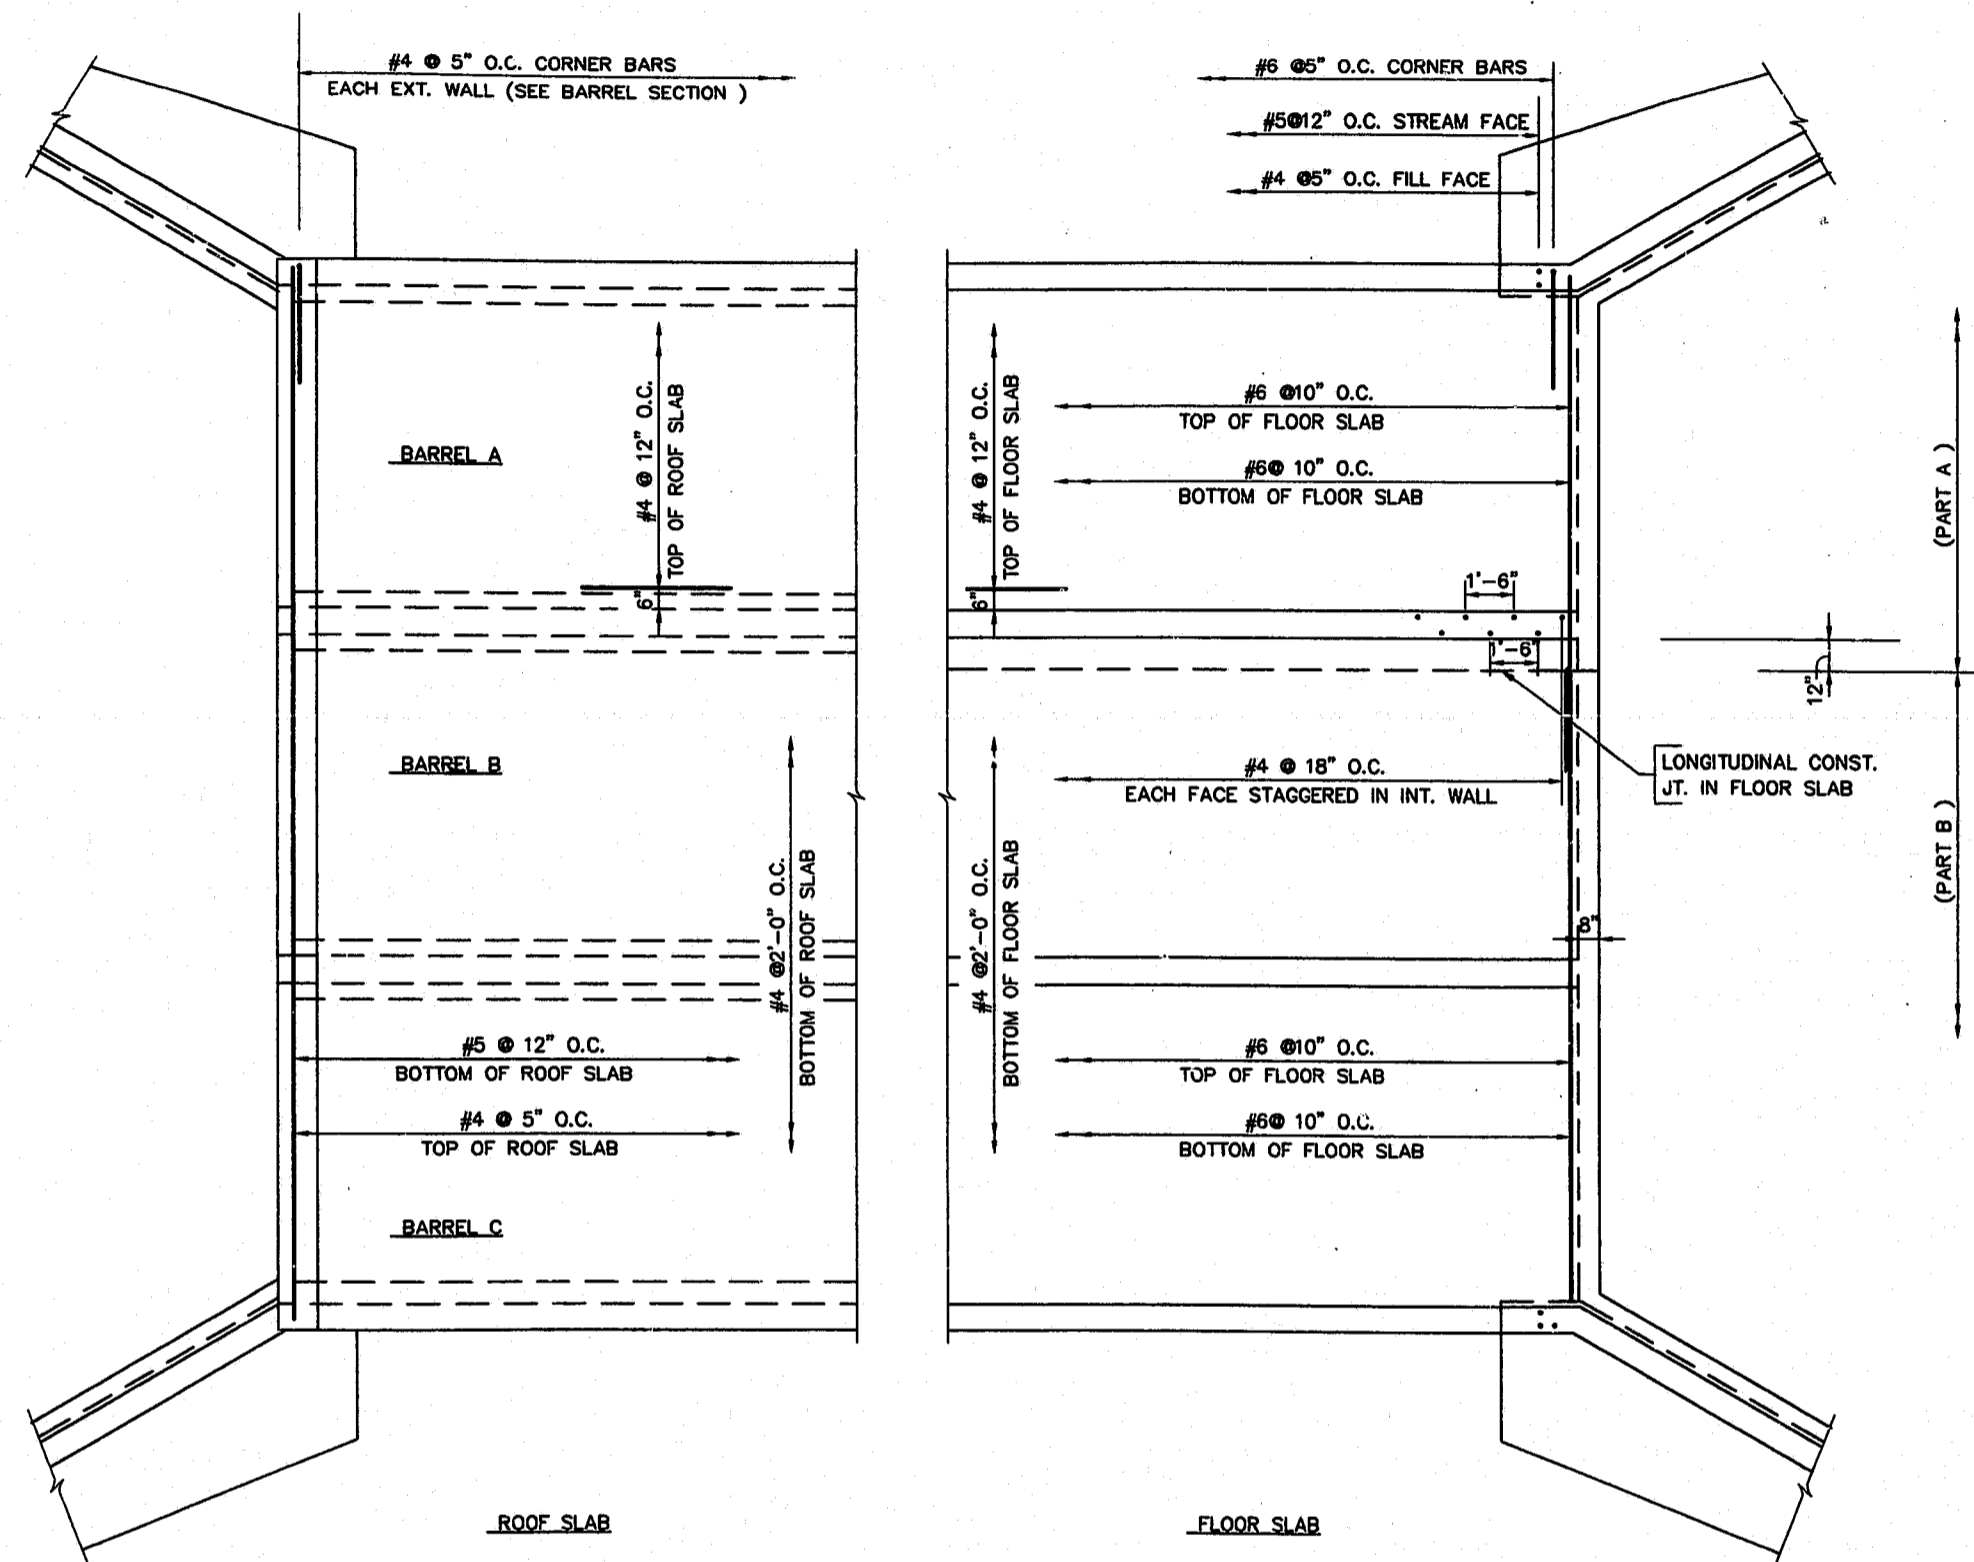 #4 @ 5" O.C. CORNER BARS
EACH EXT. WALL (SEE BARREL SECTION )
#6 @5" O.C. CORNER BARS
#5@12" O.C. STREAM FACE
#4 @5" O.C. FILL FACE
BARREL A
#4 @ 12" O.C.
TOP OF ROOF SLAB
6"
#4 @ 12" O.C.
TOP OF FLOOR SLAB
6"
#6 @10" O.C.
TOP OF FLOOR SLAB
#6@ 10" O.C.
BOTTOM OF FLOOR SLAB
1'-6"
1'-6"
(PART A )
12"
BARREL B
#4 @ 18" O.C.
EACH FACE STAGGERED IN INT. WALL
LONGITUDINAL CONST.
JT. IN FLOOR SLAB
(PART B )
8"
#4 @2'-0" O.C.
BOTTOM OF ROOF SLAB
#4 @2'-0" O.C.
BOTTOM OF FLOOR SLAB
#5 @ 12" O.C.
BOTTOM OF ROOF SLAB
#4 @ 5" O.C.
TOP OF ROOF SLAB
#6 @10" O.C.
TOP OF FLOOR SLAB
#6@ 10" O.C.
BOTTOM OF FLOOR SLAB
BARREL C
ROOF SLAB
FLOOR SLAB